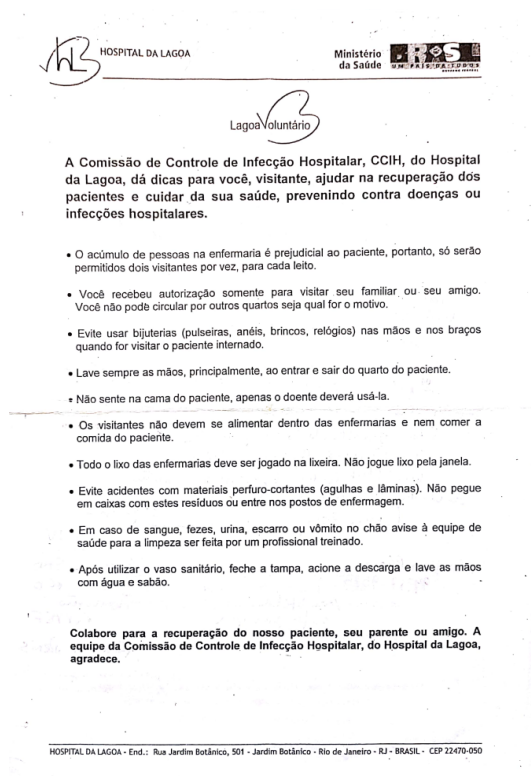 HOSPITAL DA LAGOA
Ministério
da Saúde
BRASIL
UM PAÍS DE TODOS
GOVERNO FEDERAL
LagoaVoluntário
A Comissão de Controle de Infecção Hospitalar, CCIH, do Hospital
da Lagoa, dá dicas para você, visitante, ajudar na recuperação dos
pacientes e cuidar da sua saúde, prevenindo contra doenças ou
infecções hospitalares.
• O acúmulo de pessoas na enfermaria é prejudicial ao paciente, portanto, só serão
permitidos dois visitantes por vez, para cada leito.
• Você recebeu autorização somente para visitar seu familiar ou seu amigo.
Você não pode circular por outros quartos seja qual for o motivo.
• Evite usar bijuterias (pulseiras, anéis, brincos, relógios) nas mãos e nos braços
quando for visitar o paciente internado.
• Lave sempre as mãos, principalmente, ao entrar e sair do quarto do paciente.
• Não sente na cama do paciente, apenas o doente deverá usá-la.
• Os visitantes não devem se alimentar dentro das enfermarias e nem comer a
comida do paciente.
• Todo o lixo das enfermarias deve ser jogado na lixeira. Não jogue lixo pela janela.
• Evite acidentes com materiais perfuro-cortantes (agulhas e lâminas). Não pegue
em caixas com estes resíduos ou entre nos postos de enfermagem.
• Em caso de sangue, fezes, urina, escarro ou vômito no chão avise à equipe de
saúde para a limpeza ser feita por um profissional treinado.
• Após utilizar o vaso sanitário, feche a tampa, acione a descarga e lave as mãos
com água e sabão.
Colabore para a recuperação do nosso paciente, seu parente ou amigo. A
equipe da Comissão de Controle de Infecção Hospitalar, do Hospital da Lagoa,
agradece.
HOSPITAL DA LAGOA - End.: Rua Jardim Botânico, 501 - Jardim Botânico - Rio de Janeiro - RJ - BRASIL - CEP 22470-050